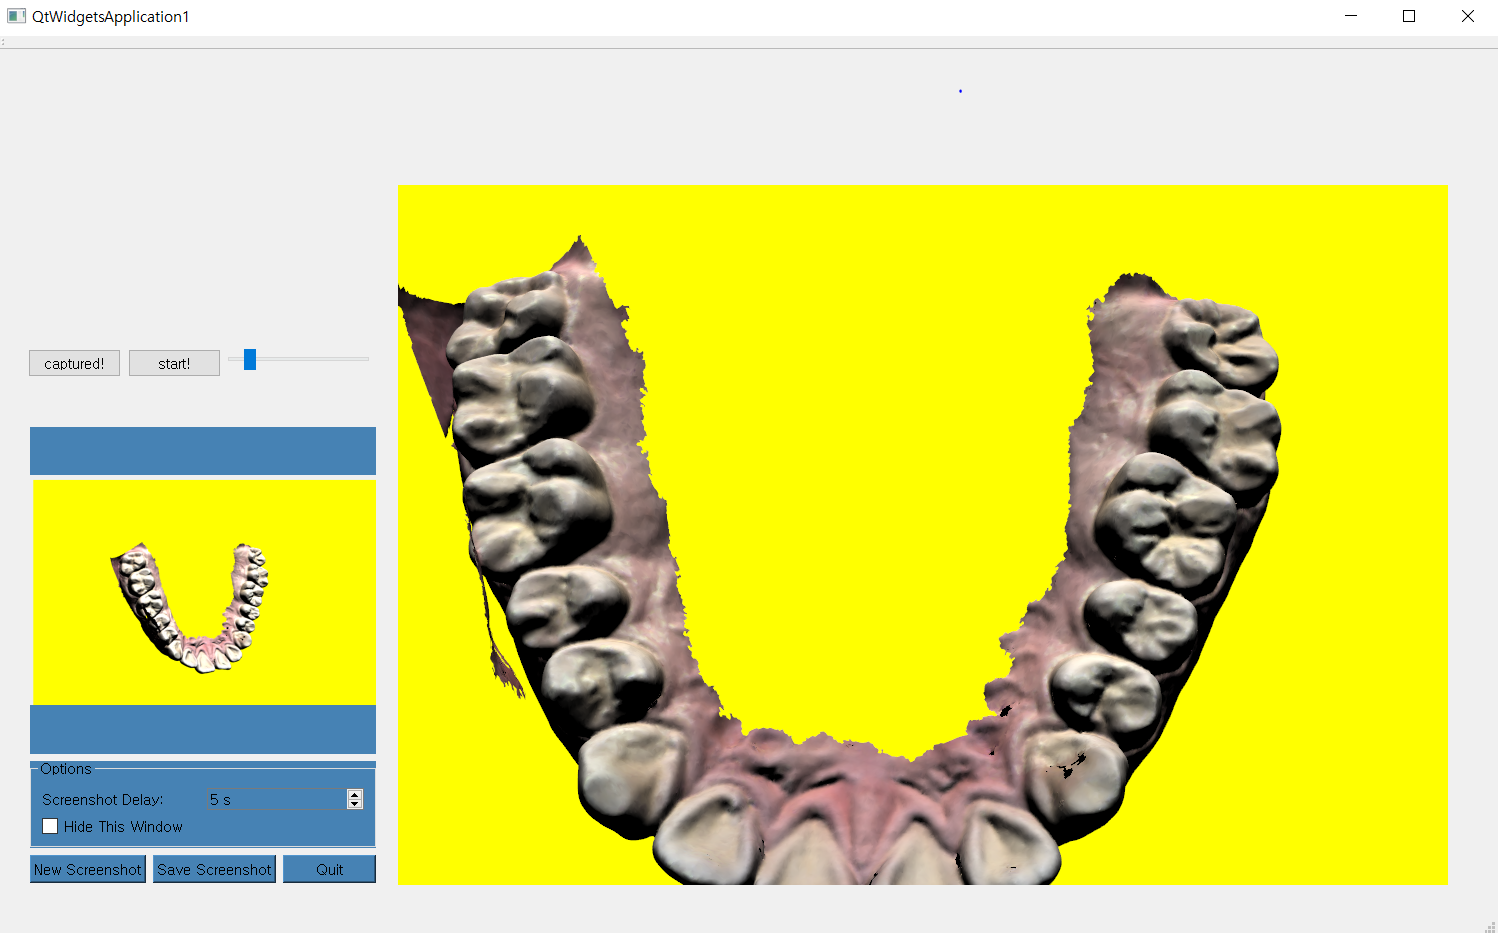 QtWidgetsApplication1
captured!
start!
Options
Screenshot Delay:
5 s
Hide This Window
New Screenshot
Save Screenshot
Quit